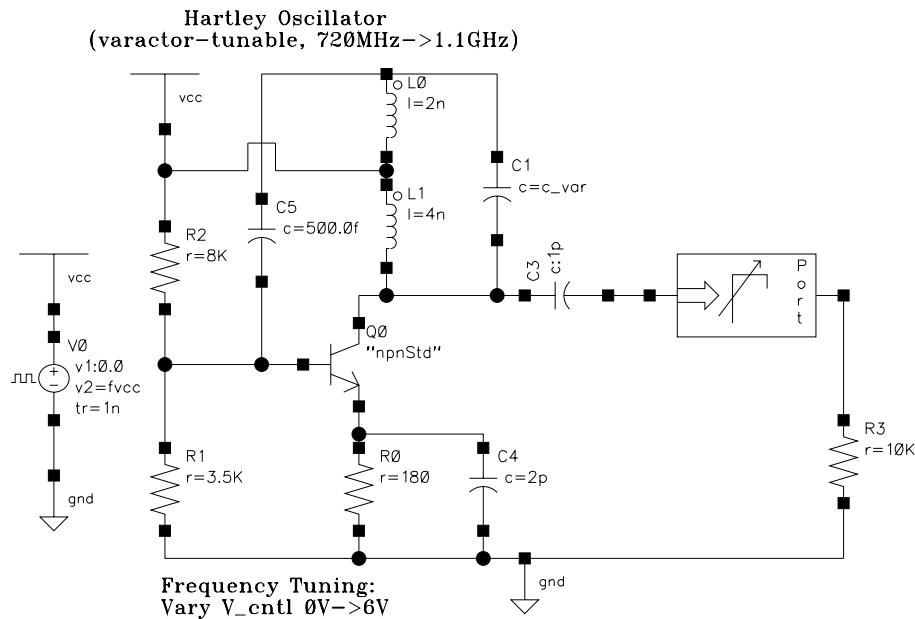 Hartley Oscillator
(varactor-tunable, 720MHz->1.1GHz)
vcc
L0
l=2n
C1
c=c_var
L1
l=4n
C5
c=500.0f
R2
r=8K
vcc
C3
c:1p
Port
V0
v1:0.0
v2=fvcc
tr=1n
Q0
"npnStd"
R3
r=10K
R1
r=3.5K
R0
r=180
C4
c=2p
gnd
gnd
Frequency Tuning:
Vary V_cntl 0V->6V